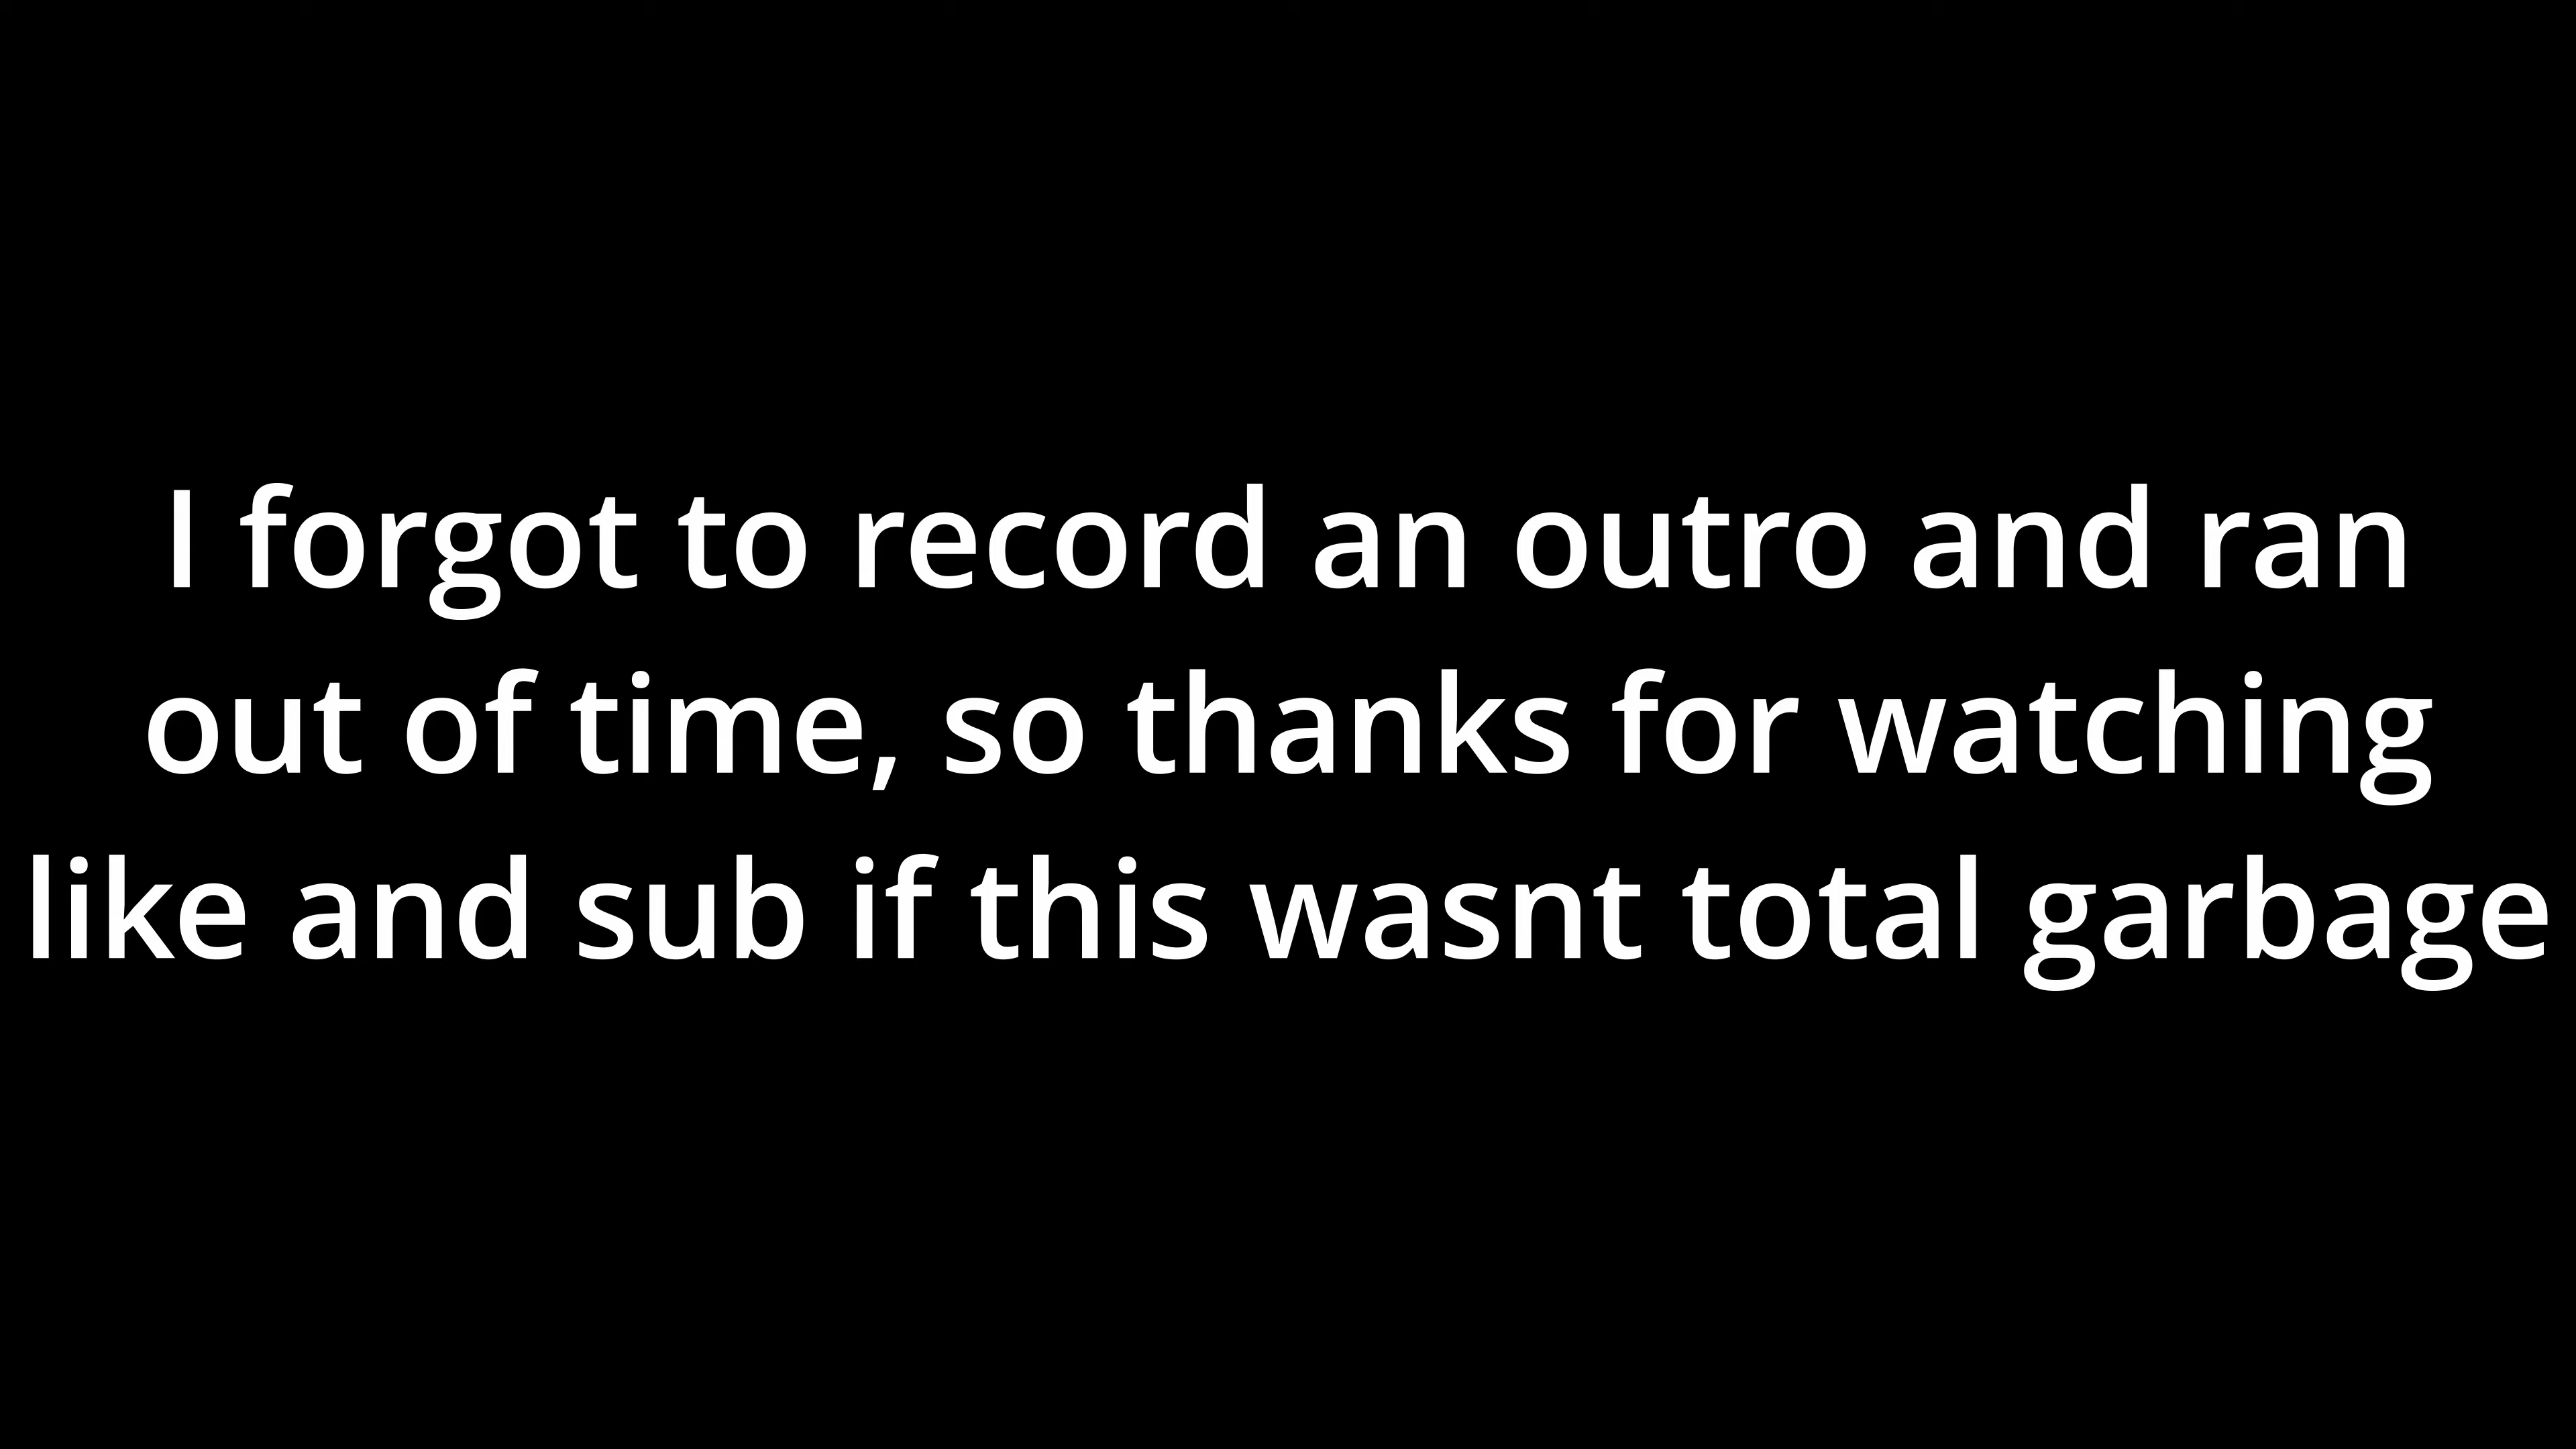 I forgot to record an outro and ran
out of time, so thanks for watching
like and sub if this wasnt total garbage